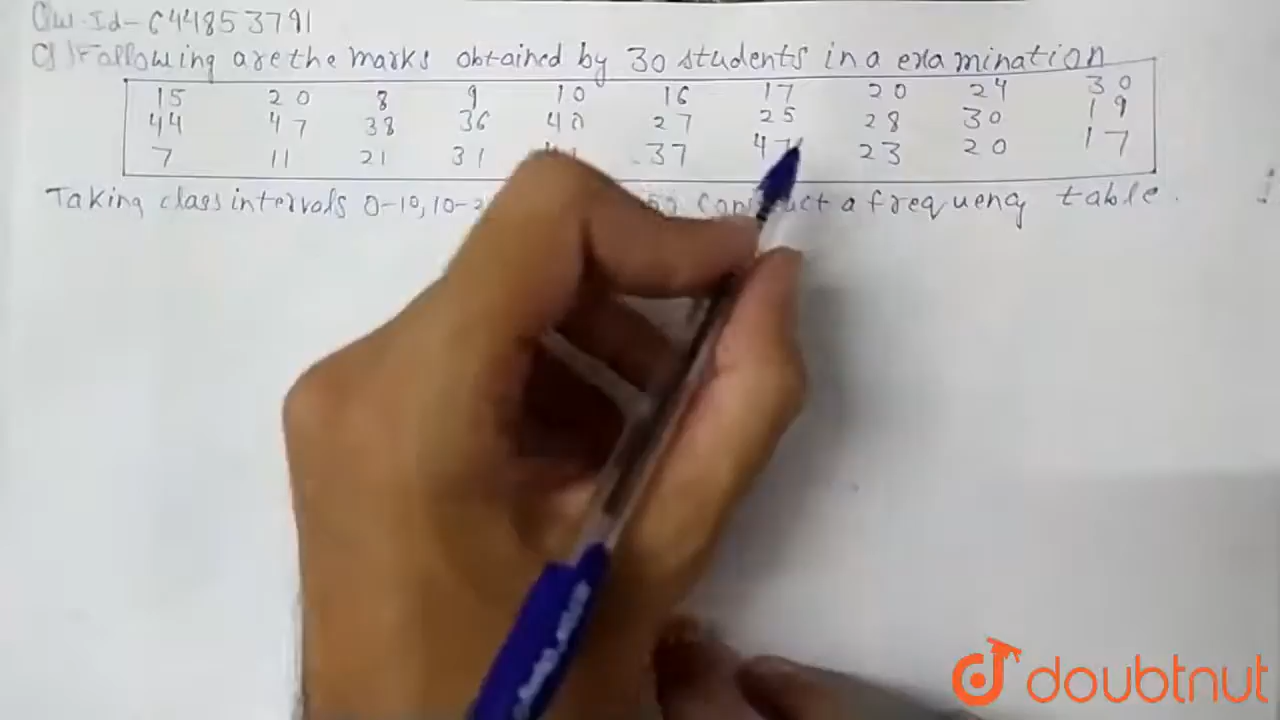 Qu. Id-644853791
Q) Following are the marks obtained by 30 students in a examination
15 20 8 9 10 16 17 20 24 30
44 47 38 36 40 27 25 28 30 19
7 11 21 31 37 23 20 17
Taking class intervals 0-10, 10- construct a frequency table.
doubtnut